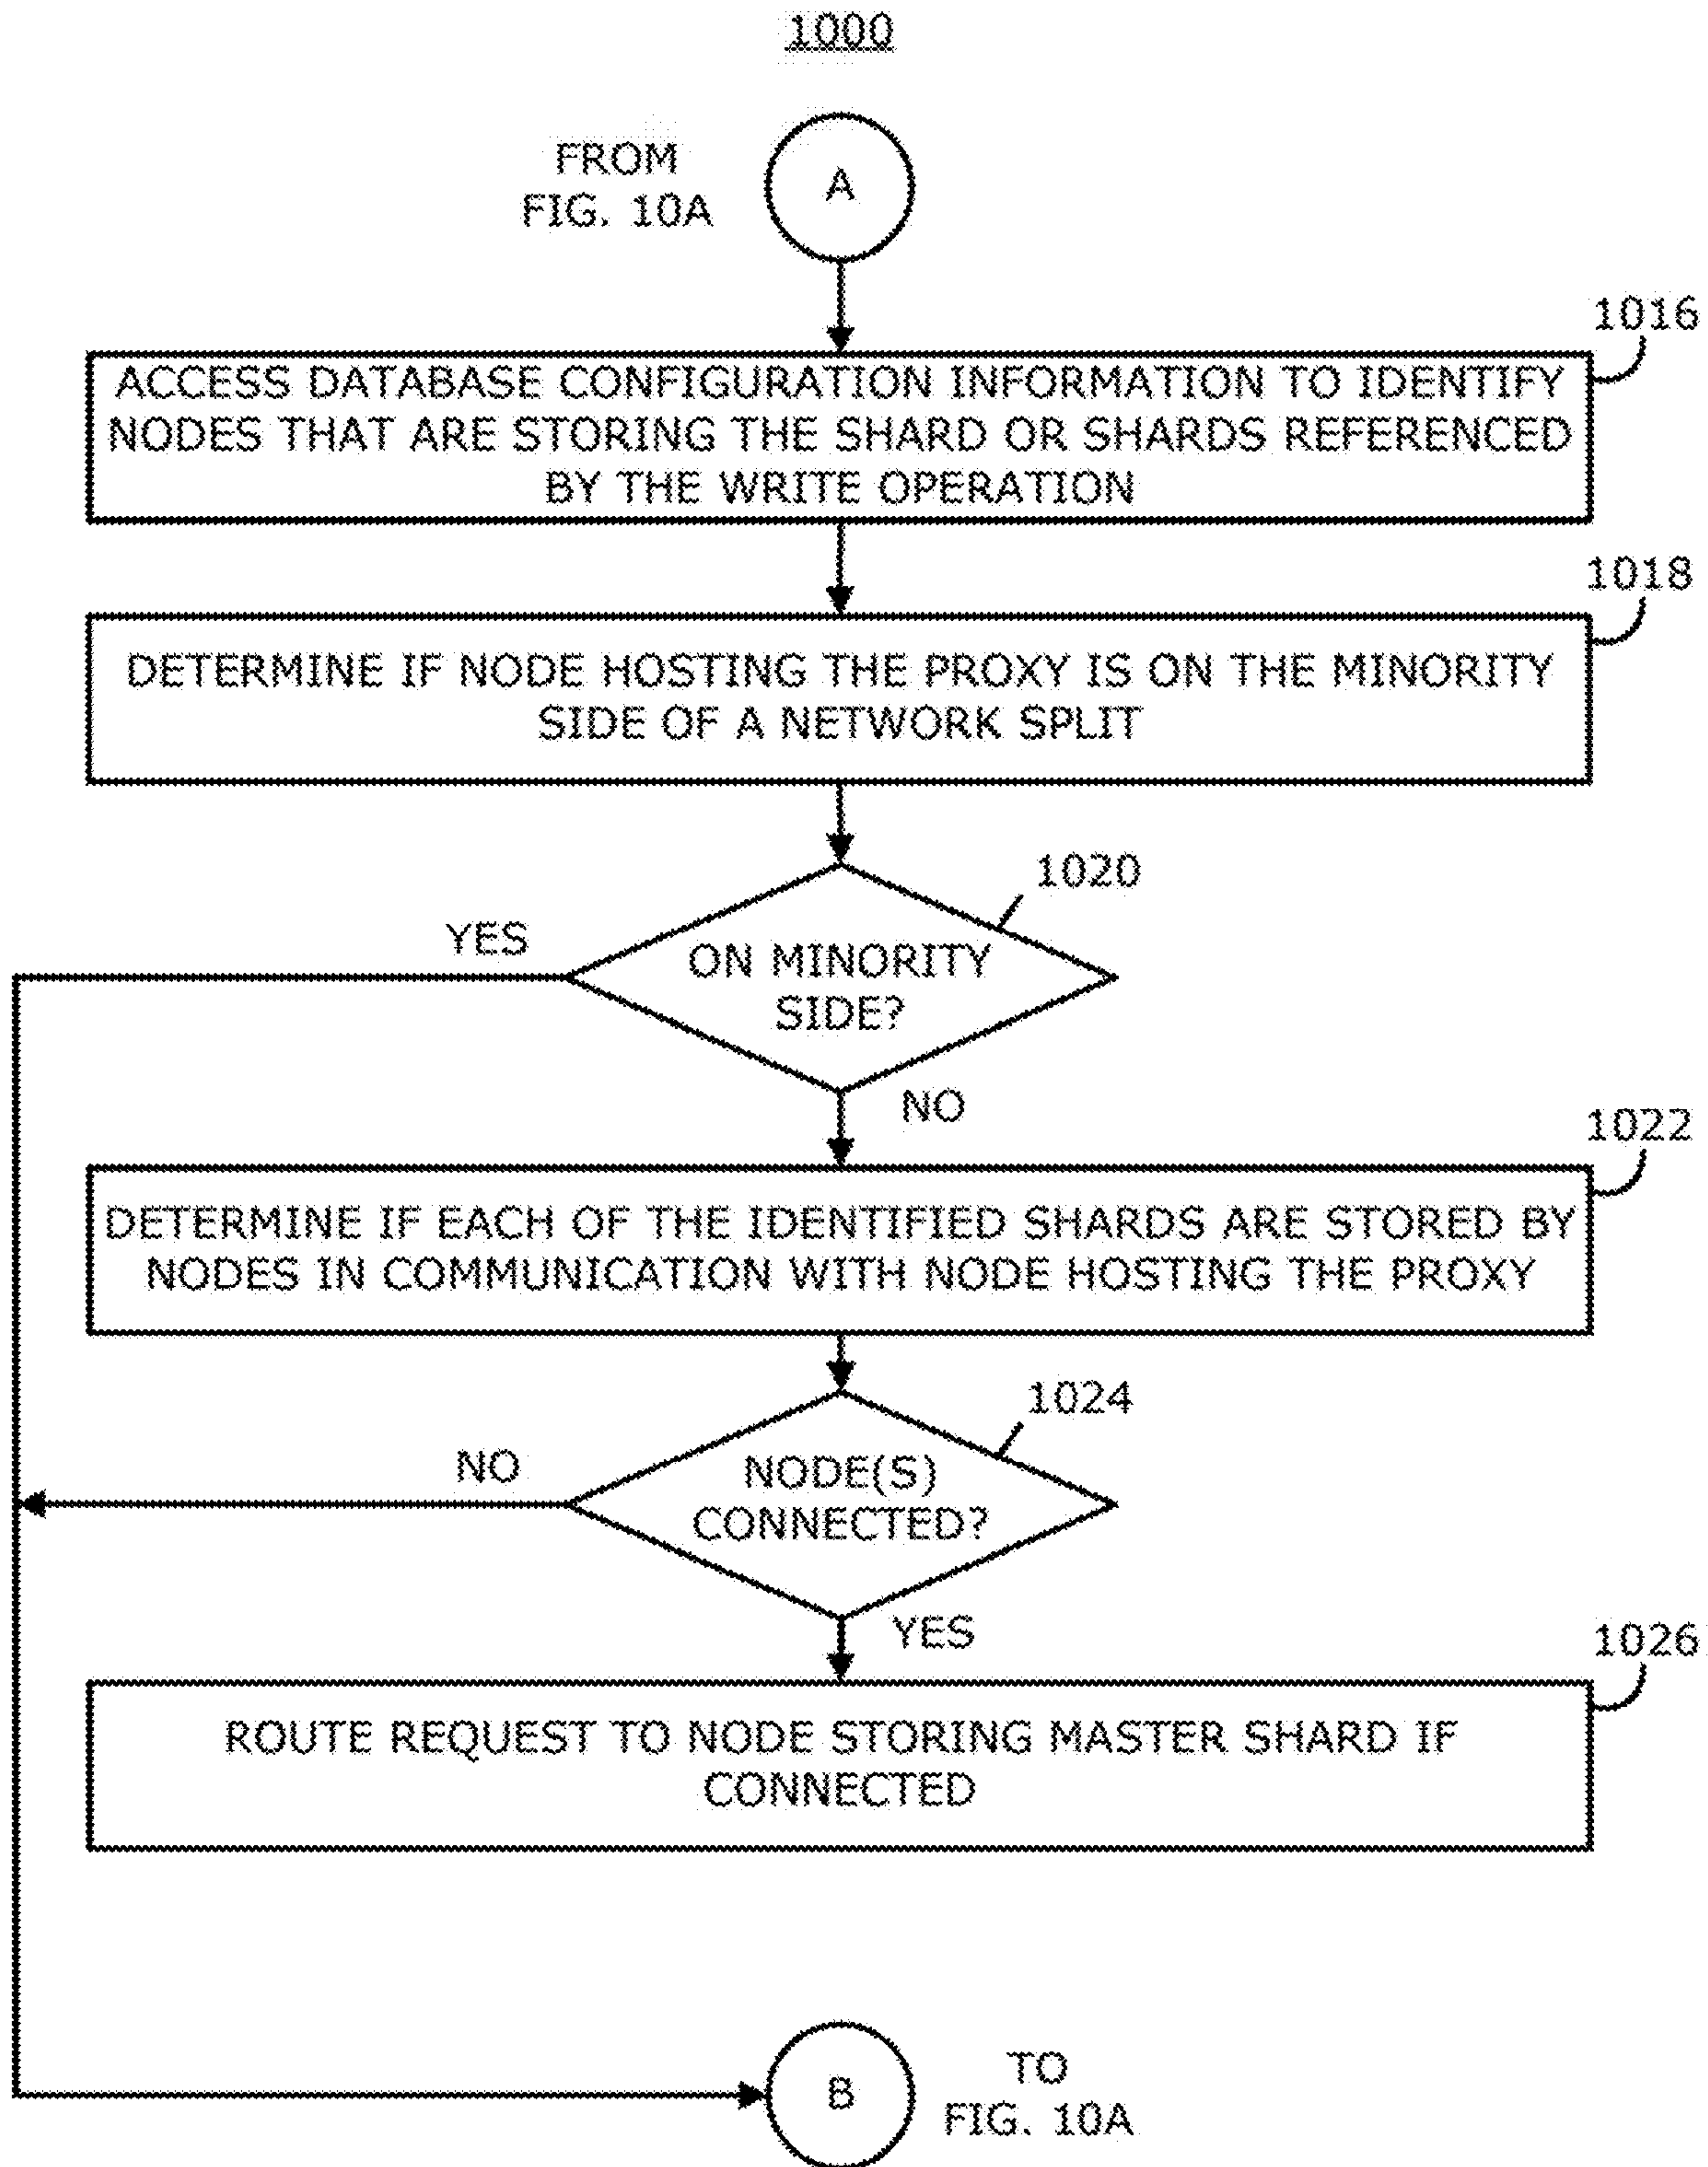 1000
FROM
FIG. 10A
A
1016
ACCESS DATABASE CONFIGURATION INFORMATION TO IDENTIFY
NODES THAT ARE STORING THE SHARD OR SHARDS REFERENCED
BY THE WRITE OPERATION
1018
DETERMINE IF NODE HOSTING THE PROXY IS ON THE MINORITY
SIDE OF A NETWORK SPLIT
1020
YES
ON MINORITY
SIDE?
NO
1022
DETERMINE IF EACH OF THE IDENTIFIED SHARDS ARE STORED BY
NODES IN COMMUNICATION WITH NODE HOSTING THE PROXY
1024
NO
NODE(S)
CONNECTED?
YES
1026
ROUTE REQUEST TO NODE STORING MASTER SHARD IF
CONNECTED
B
TO
FIG. 10A